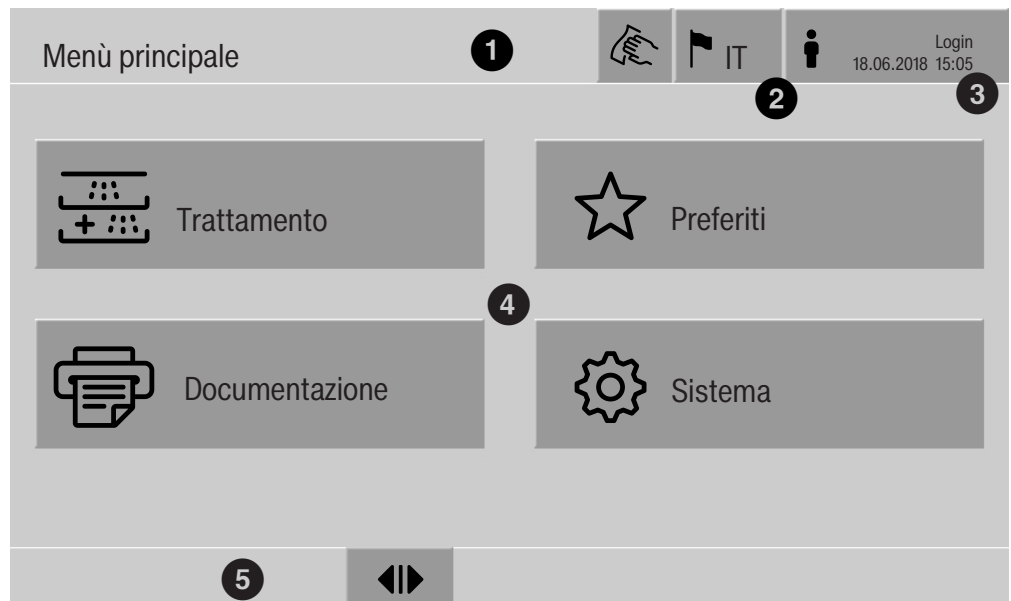 Menù principale
1
IT
Login
18.06.2018 15:05
2
3
Trattamento
Preferiti
4
Documentazione
Sistema
5